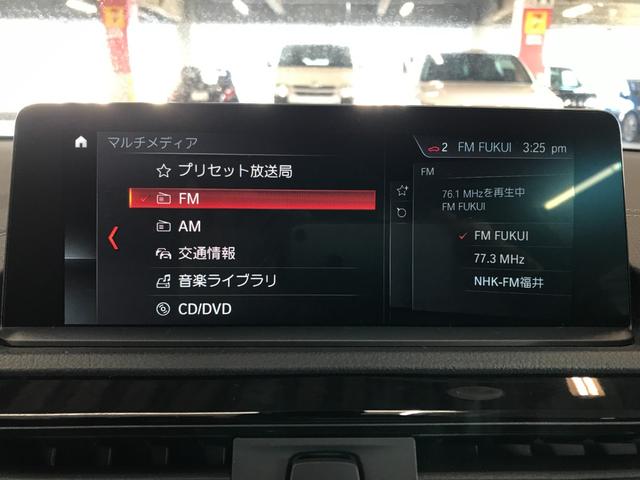 マルチメディア
2 FM FUKUI 3:25 pm
プリセット放送局
FM
AM
交通情報
音楽ライブラリ
CD/DVD
FM
76.1 MHzを再生中
FM FUKUI
FM FUKUI
77.3 MHz
NHK-FM福井